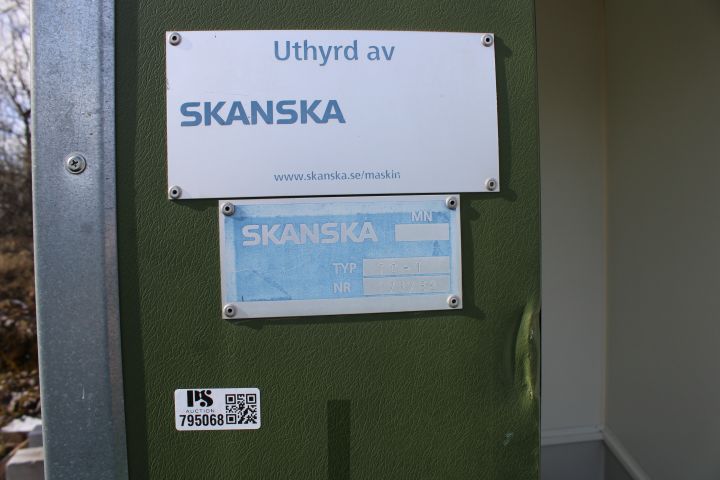 Uthyrd av
SKANSKA
www.skanska.se/maskin
SKANSKA
MN
TYP
NR
PS
AUCTION
795068